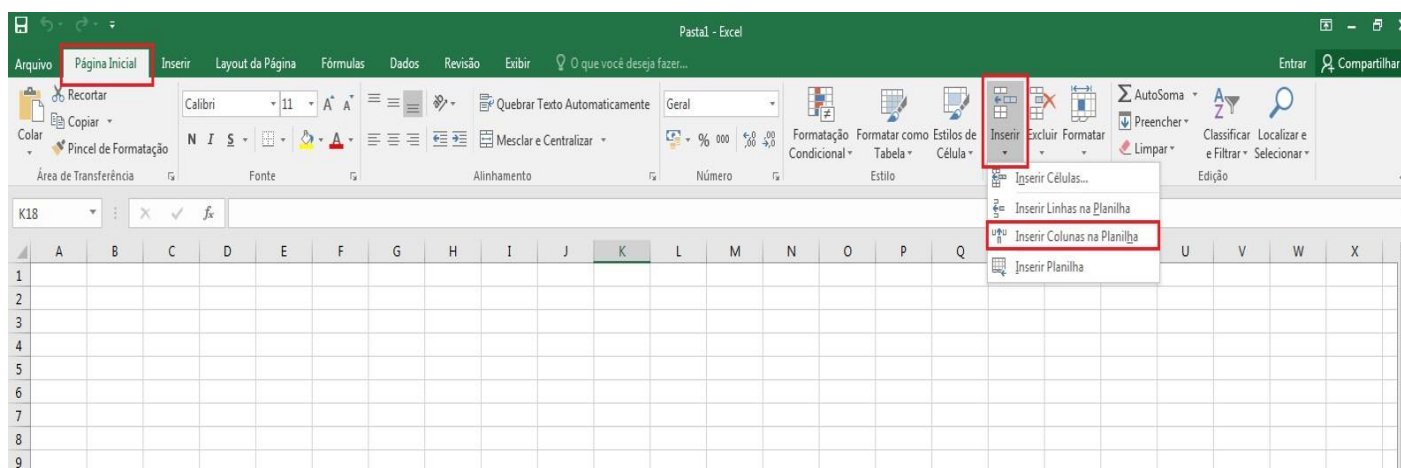 Pasta1 - Excel
Arquivo Página Inicial Inserir Layout da Página Fórmulas Dados Revisão Exibir O que você deseja fazer... Entrar Compartilhar
Colar
Recortar
Copiar
Pincel de Formatação
Área de Transferência
Calibri 11 A A
N I S A
Fonte
Quebrar Texto Automaticamente
Mesclar e Centralizar
Alinhamento
Geral
% 000 ,00 ,00
Número
Formatação Condicional
Formatar como Tabela
Estilos de Célula
Estilo
Inserir Excluir Formatar
AutoSoma
Preencher
Limpar
Classificar e Filtrar
Localizar e Selecionar
Edição
Inserir Células...
Inserir Linhas na Planilha
Inserir Colunas na Planilha
Inserir Planilha
K18 fx
A B C D E F G H I J K L M N O P Q U V W X
1
2
3
4
5
6
7
8
9